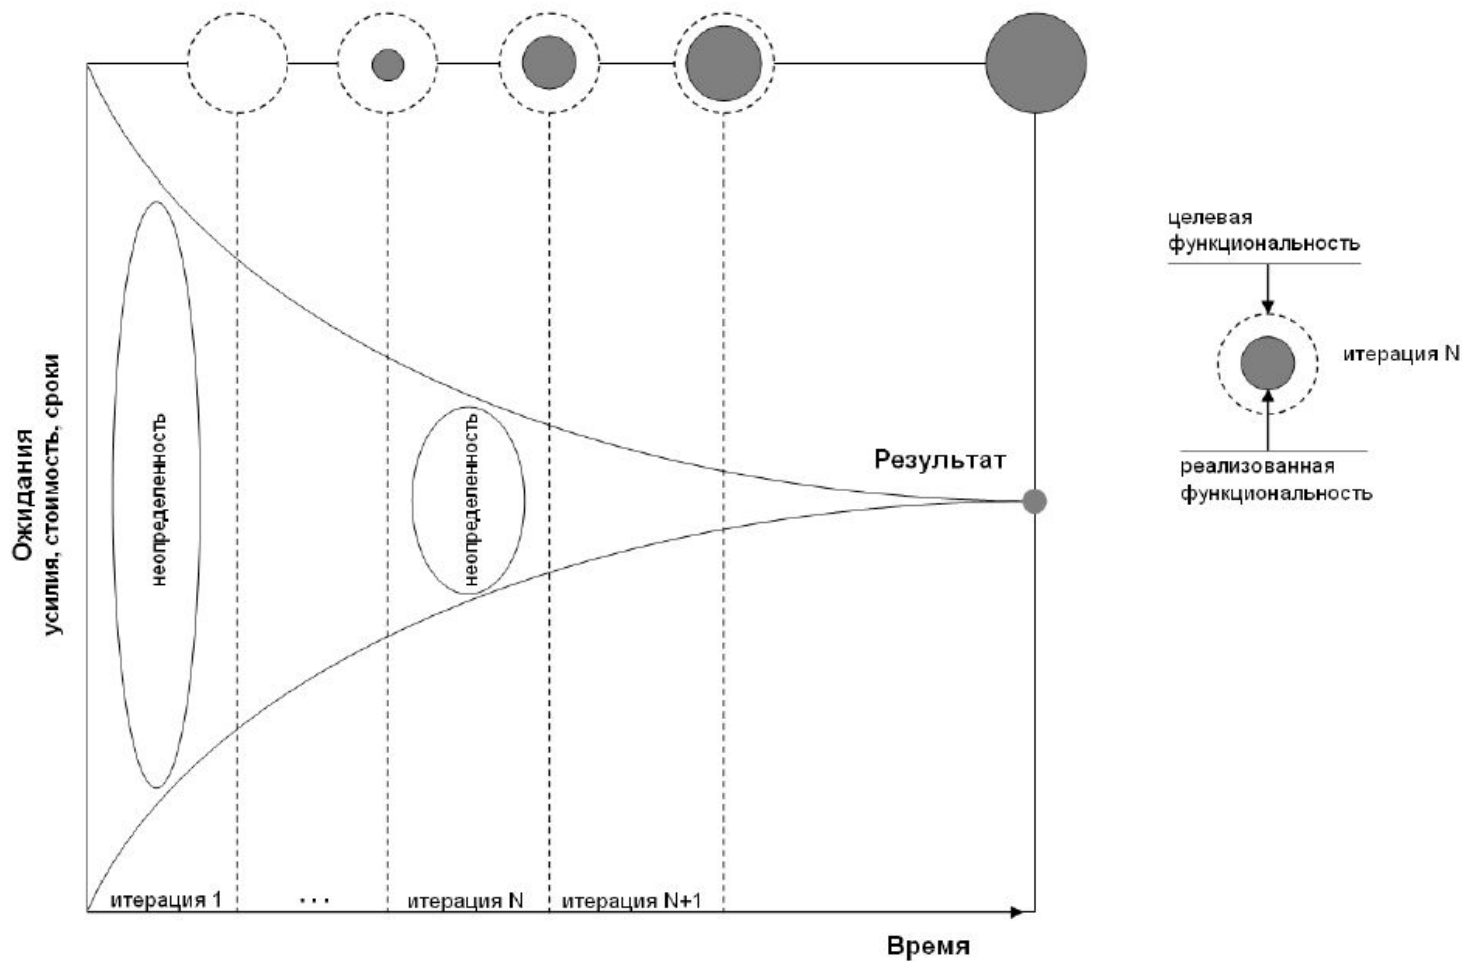 целевая
функциональность
итерация N
реализованная
функциональность
Ожидания
усилия, стоимость, сроки
неопределенность
неопределенность
Результат
итерация 1
...
итерация N
итерация N+1
Время